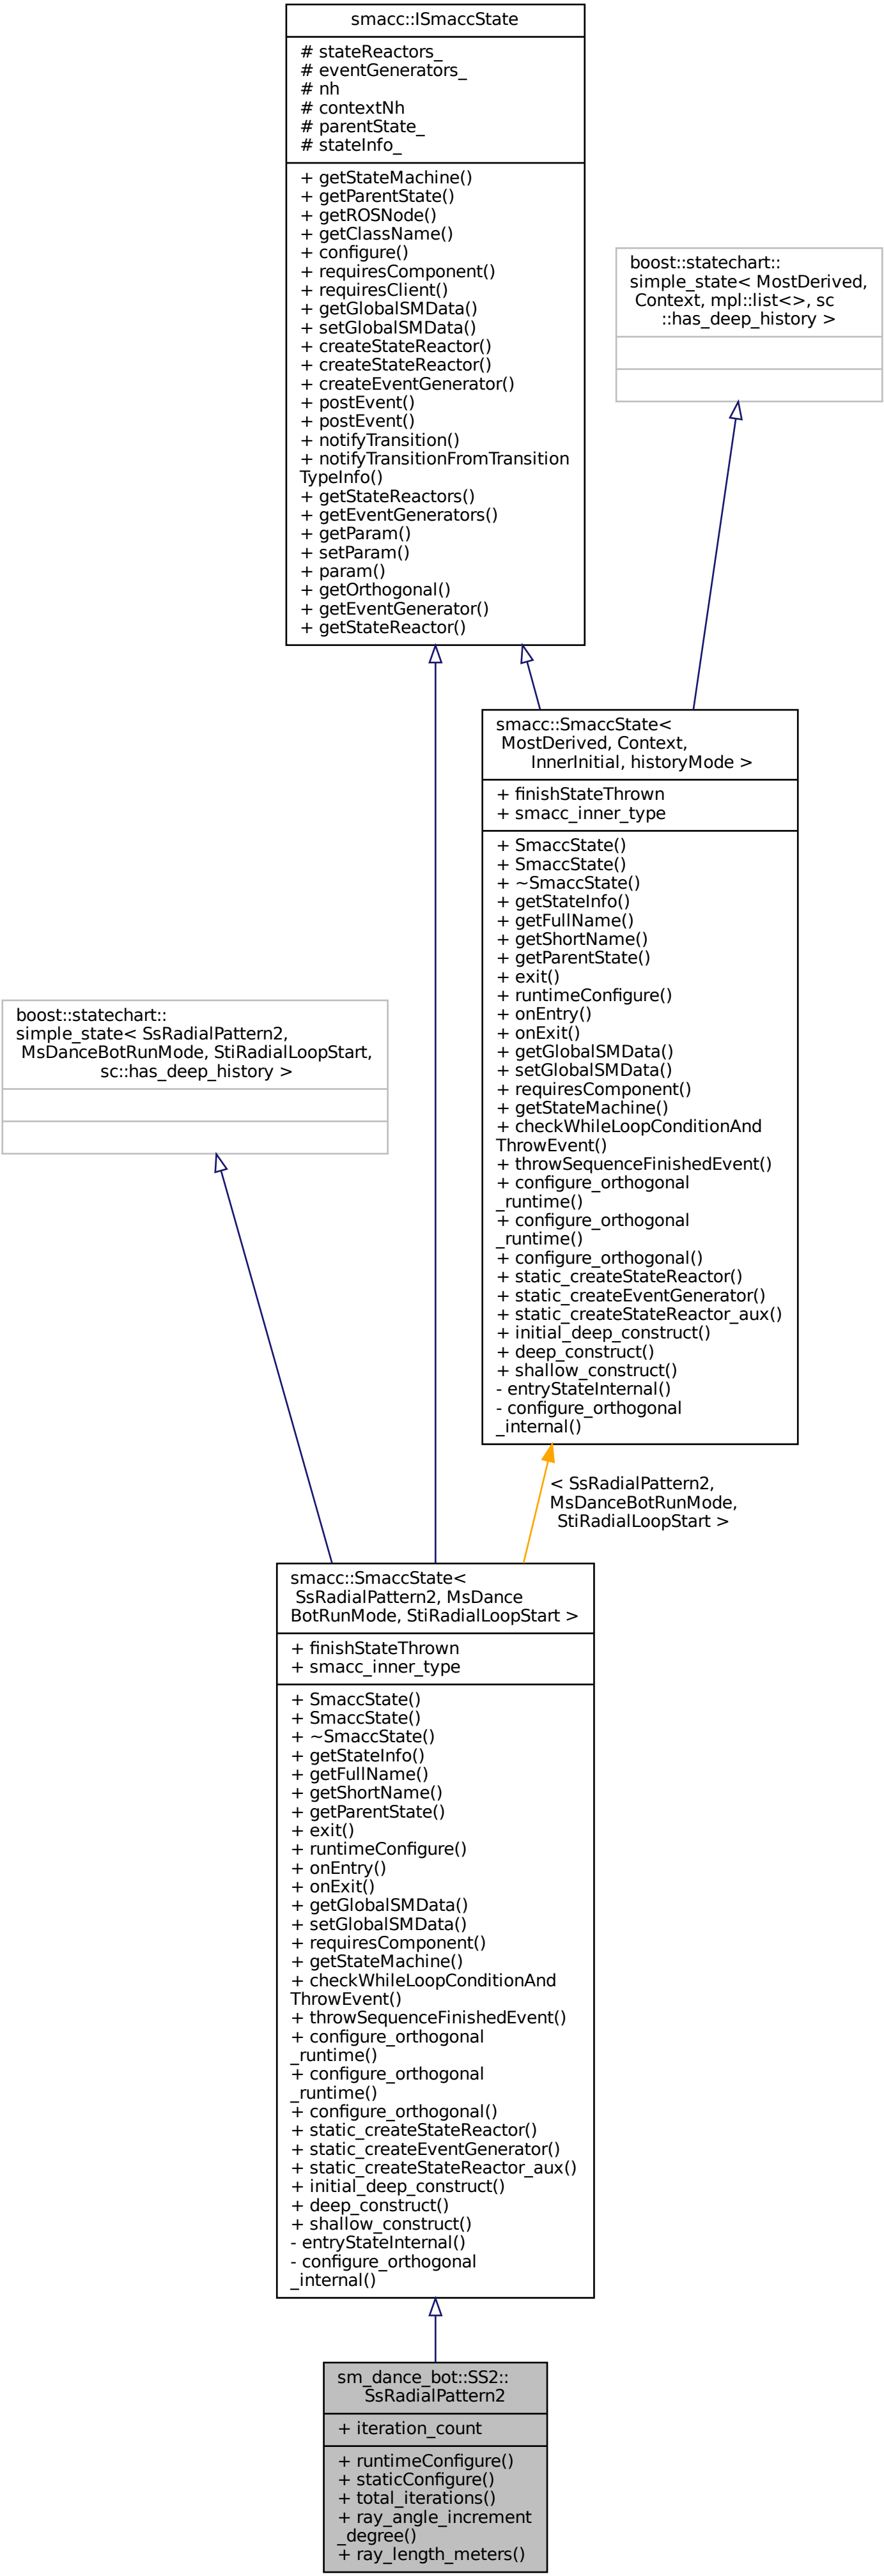 smacc::ISmaccState
# stateReactors_
# eventGenerators_
# nh
# contextNh
# parentState_
# stateInfo_
+ getStateMachine()
+ getParentState()
+ getROSNode()
+ getClassName()
+ configure()
+ requiresComponent()
+ requiresClient()
+ getGlobalSMData()
+ setGlobalSMData()
+ createStateReactor()
+ createStateReactor()
+ createEventGenerator()
+ postEvent()
+ postEvent()
+ notifyTransition()
+ notifyTransitionFromTransition
TypeInfo()
+ getStateReactors()
+ getEventGenerators()
+ getParam()
+ setParam()
+ param()
+ getOrthogonal()
+ getEventGenerator()
+ getStateReactor()
boost::statechart::
simple_state< MostDerived,
Context, mpl::list<>, sc
::has_deep_history >
smacc::SmaccState<
MostDerived, Context,
InnerInitial, historyMode >
+ finishStateThrown
+ smacc_inner_type
+ SmaccState()
+ SmaccState()
+ ~SmaccState()
+ getStateInfo()
+ getFullName()
+ getShortName()
+ getParentState()
+ exit()
+ runtimeConfigure()
+ onEntry()
+ onExit()
+ getGlobalSMData()
+ setGlobalSMData()
+ requiresComponent()
+ getStateMachine()
+ checkWhileLoopConditionAnd
ThrowEvent()
+ throwSequenceFinishedEvent()
+ configure_orthogonal
_runtime()
+ configure_orthogonal
_runtime()
+ configure_orthogonal()
+ static_createStateReactor()
+ static_createEventGenerator()
+ static_createStateReactor_aux()
+ initial_deep_construct()
+ deep_construct()
+ shallow_construct()
- entryStateInternal()
- configure_orthogonal
_internal()
boost::statechart::
simple_state< SsRadialPattern2,
MsDanceBotRunMode, StiRadialLoopStart,
sc::has_deep_history >
< SsRadialPattern2,
MsDanceBotRunMode,
StiRadialLoopStart >
smacc::SmaccState<
SsRadialPattern2, MsDance
BotRunMode, StiRadialLoopStart >
+ finishStateThrown
+ smacc_inner_type
+ SmaccState()
+ SmaccState()
+ ~SmaccState()
+ getStateInfo()
+ getFullName()
+ getShortName()
+ getParentState()
+ exit()
+ runtimeConfigure()
+ onEntry()
+ onExit()
+ getGlobalSMData()
+ setGlobalSMData()
+ requiresComponent()
+ getStateMachine()
+ checkWhileLoopConditionAnd
ThrowEvent()
+ throwSequenceFinishedEvent()
+ configure_orthogonal
_runtime()
+ configure_orthogonal
_runtime()
+ configure_orthogonal()
+ static_createStateReactor()
+ static_createEventGenerator()
+ static_createStateReactor_aux()
+ initial_deep_construct()
+ deep_construct()
+ shallow_construct()
- entryStateInternal()
- configure_orthogonal
_internal()
sm_dance_bot::SS2::
SsRadialPattern2
+ iteration_count
+ runtimeConfigure()
+ staticConfigure()
+ total_iterations()
+ ray_angle_increment
_degree()
+ ray_length_meters()